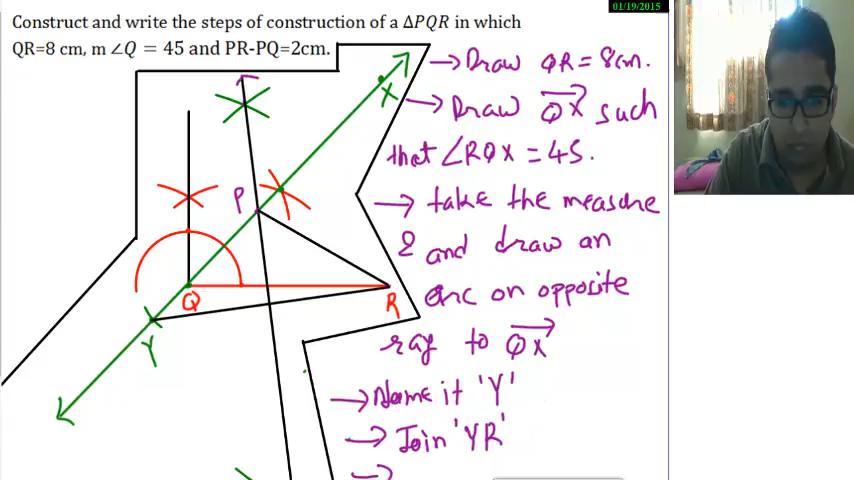 01/19/2015
Construct and write the steps of construction of a ΔPQR in which
QR=8 cm, m ∠Q = 45 and PR-PQ=2cm.
→ Draw QR = 8cm.
→ Draw QX such
that ∠RQX = 45.
→ take the measure
2 and draw an
arc on opposite
ray to QX
→ Name it 'Y'
→ Join 'YR'
→
X
P
Q
R
Y